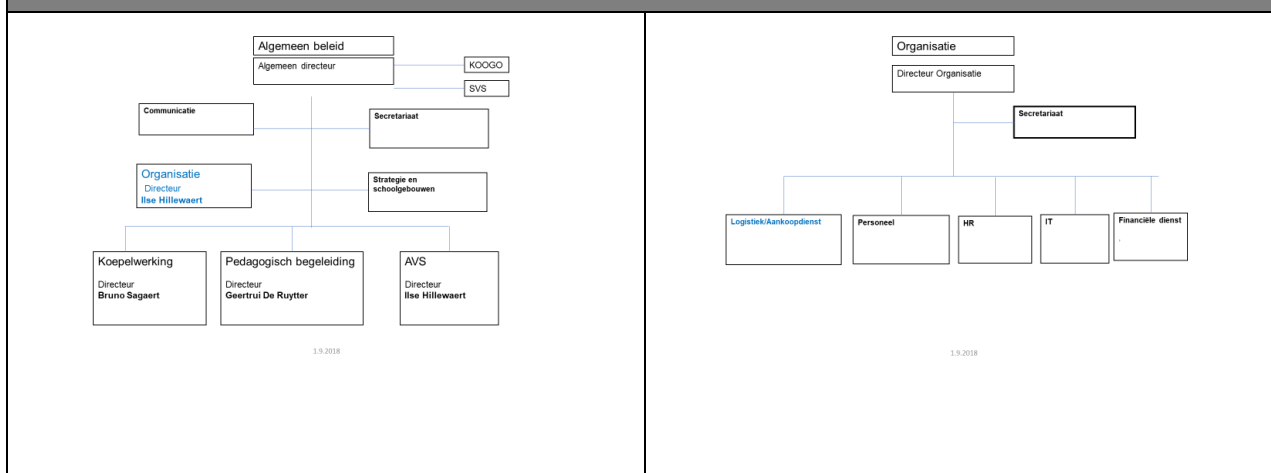 Algemeen beleid
Algemeen directeur
KOOGO
SVS
Communicatie
Secretariaat
Organisatie
Directeur
Ilse Hillewaert
Strategie en
schoolgebouwen
Koepelwerking
Directeur
Bruno Sagaert
Pedagogisch begeleiding
Directeur
Geertrui De Ruytter
AVS
Directeur
Ilse Hillewaert
1.9.2018
Organisatie
Directeur Organisatie
Secretariaat
Logistiek/Aankoopdienst
Personeel
HR
IT
Financiële dienst
.
1.9.2018